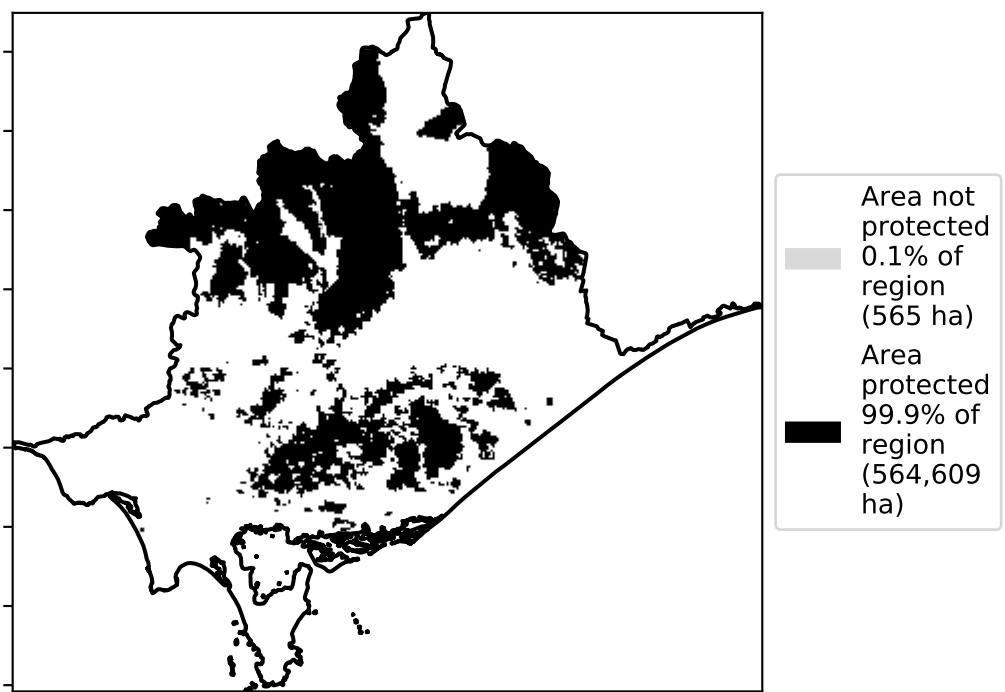 Area not
protected
0.1% of
region
(565 ha)
Area
protected
99.9% of
region
(564,609
ha)